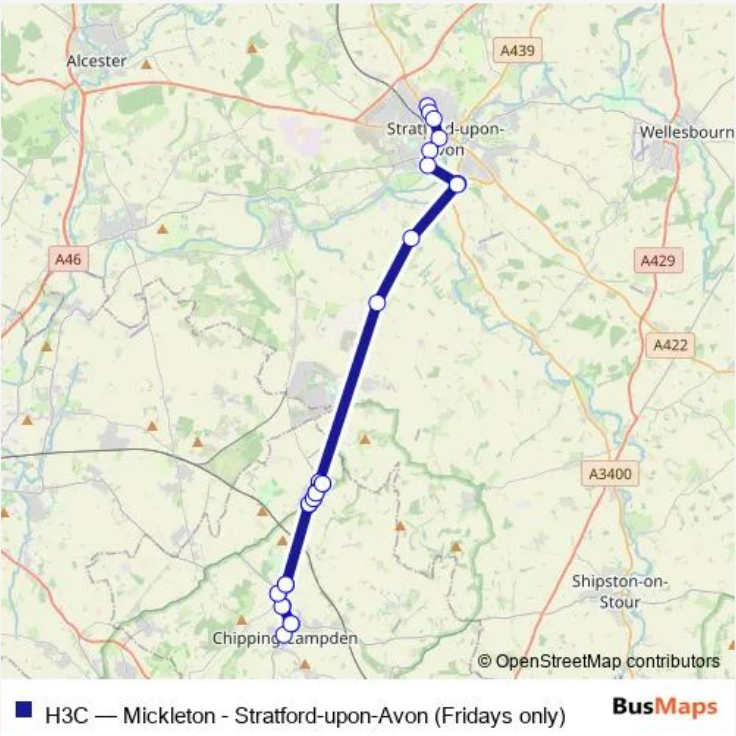 A439
Alcester
Stratford-upon-
Avon
Wellesbourn
A46
A429
A422
A3400
Shipston-on-
Stour
Chipping Campden
© OpenStreetMap contributors
H3C — Mickleton - Stratford-upon-Avon (Fridays only)
BusMaps